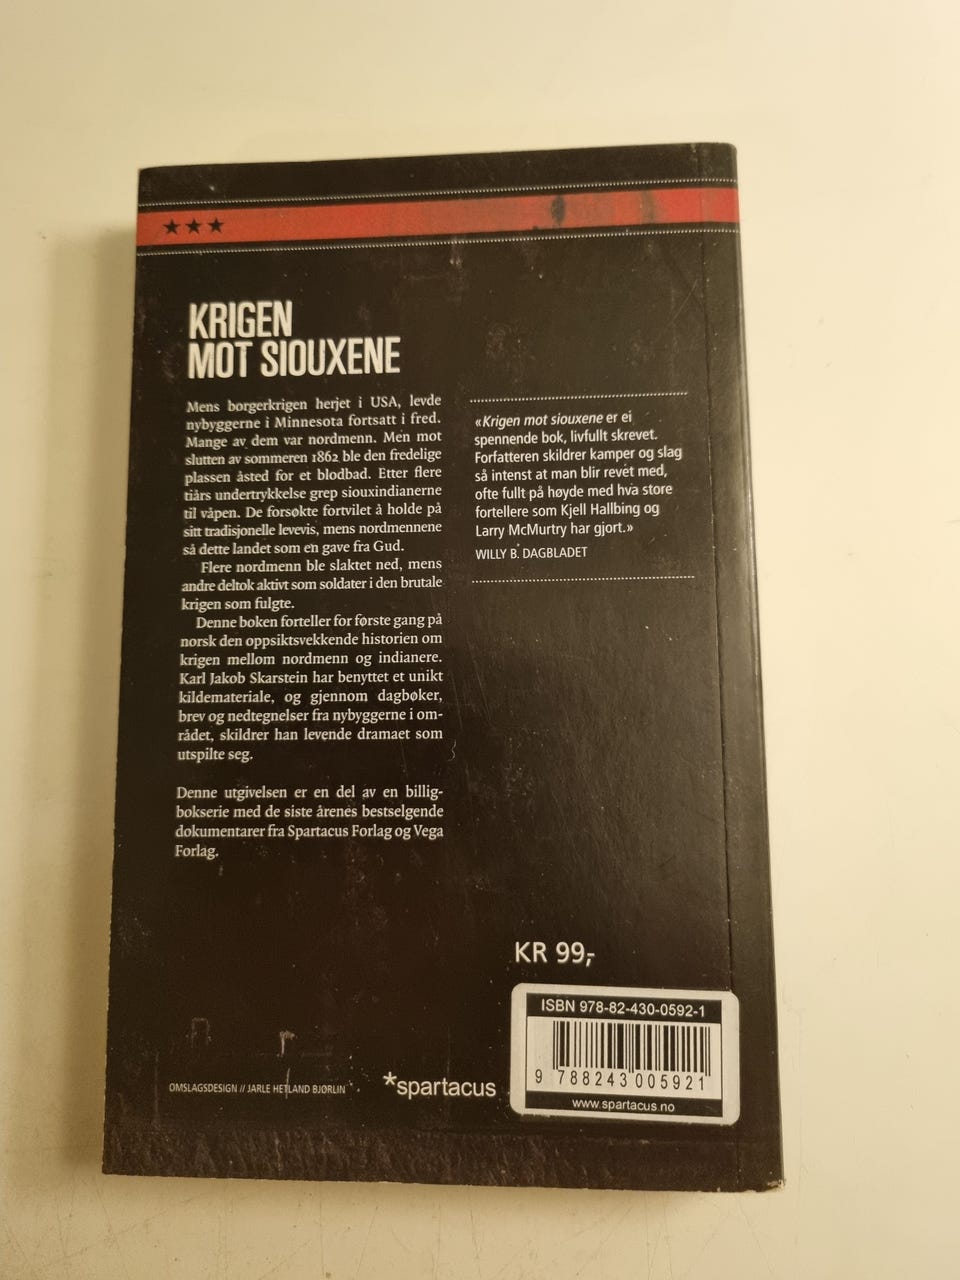 ★★★
KRIGEN
MOT SIOUXENE
Mens borgerkrigen herjet i USA, levde
nybyggerne i Minnesota fortsatt i fred.
Mange av dem var nordmenn. Men mot
slutten av sommeren 1862 ble den fredelige
plassen åsted for et blodbad. Etter flere
tiårs undertrykkelse grep siouxindianerne
til våpen. De forsøkte fortvilet å holde på
sitt tradisjonelle levevis, mens nordmennene
så dette landet som en gave fra Gud.
Flere nordmenn ble slaktet ned, mens
andre deltok aktivt som soldater i den brutale
krigen som fulgte.
Denne boken forteller for første gang på
norsk den oppsiktsvekkende historien om
krigen mellom nordmenn og indianere.
Karl Jakob Skarstein har benyttet et unikt
kildemateriale, og gjennom dagbøker,
brev og nedtegnelser fra nybyggerne i om-
rådet, skildrer han levende dramaet som
utspilte seg.
Denne utgivelsen er en del av en billig-
bokserie med de siste årenes bestselgende
dokumentarer fra Spartacus Forlag og Vega
Forlag.
«Krigen mot siouxene er ei
spennende bok, livfullt skrevet.
Forfatteren skildrer kamper og slag
så intenst at man blir revet med,
ofte fullt på høyde med hva store
fortellere som Kjell Hallbing og
Larry McMurtry har gjort.»
WILLY B. DAGBLADET
KR 99,-
ISBN 978-82-430-0592-1
9 788243 005921
www.spartacus.no
OMSLAGSDESIGN // JARLE HETLAND BJØRLIN
*spartacus